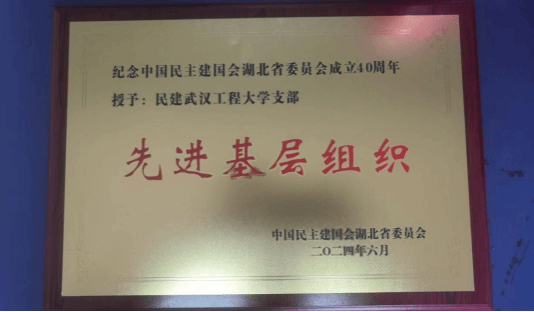 纪念中国民主建国会湖北省委员会成立40周年
授予：民建武汉工程大学支部
先进基层组织
中国民主建国会湖北省委员会
二〇二四年六月